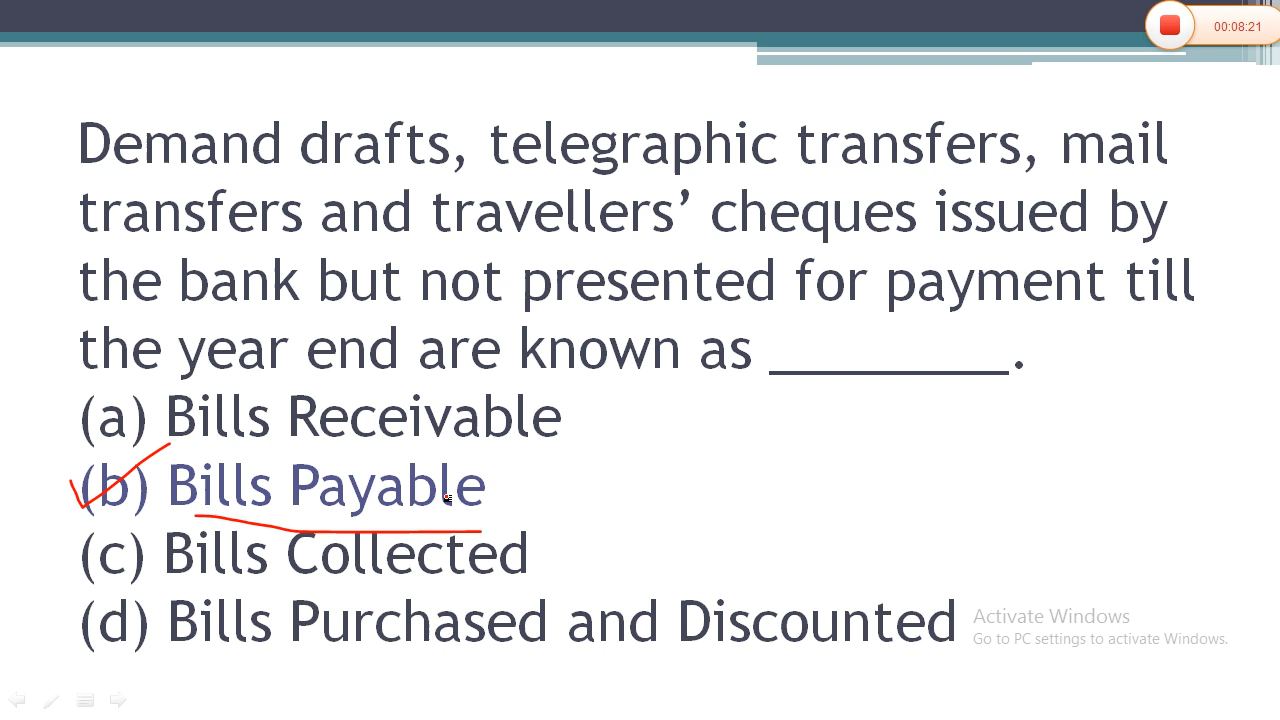 00:08:21
Demand drafts, telegraphic transfers, mail
transfers and travellers’ cheques issued by
the bank but not presented for payment till
the year end are known as ________.
(a) Bills Receivable
(b) Bills Payable
(c) Bills Collected
(d) Bills Purchased and Discounted
Activate Windows
Go to PC settings to activate Windows.